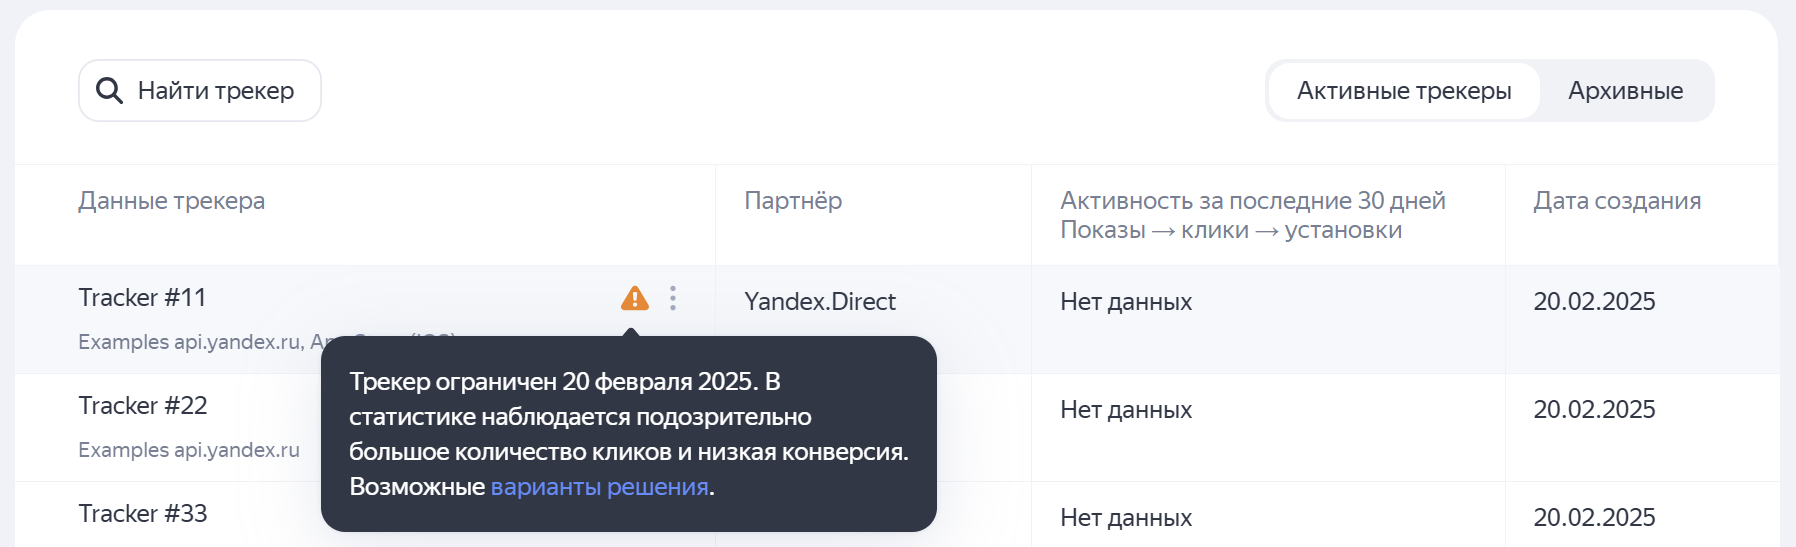 Найти трекер
Активные трекеры
Архивные
Данные трекера
Партнёр
Активность за последние 30 дней
Показы → клики → установки
Дата создания
Tracker #11
Yandex.Direct
Нет данных
20.02.2025
Examples api.yandex.ru,
Трекер ограничен 20 февраля 2025. В
статистике наблюдается подозрительно
большое количество кликов и низкая конверсия.
Возможные варианты решения.
Tracker #22
Нет данных
20.02.2025
Examples api.yandex.ru
Tracker #33
Нет данных
20.02.2025